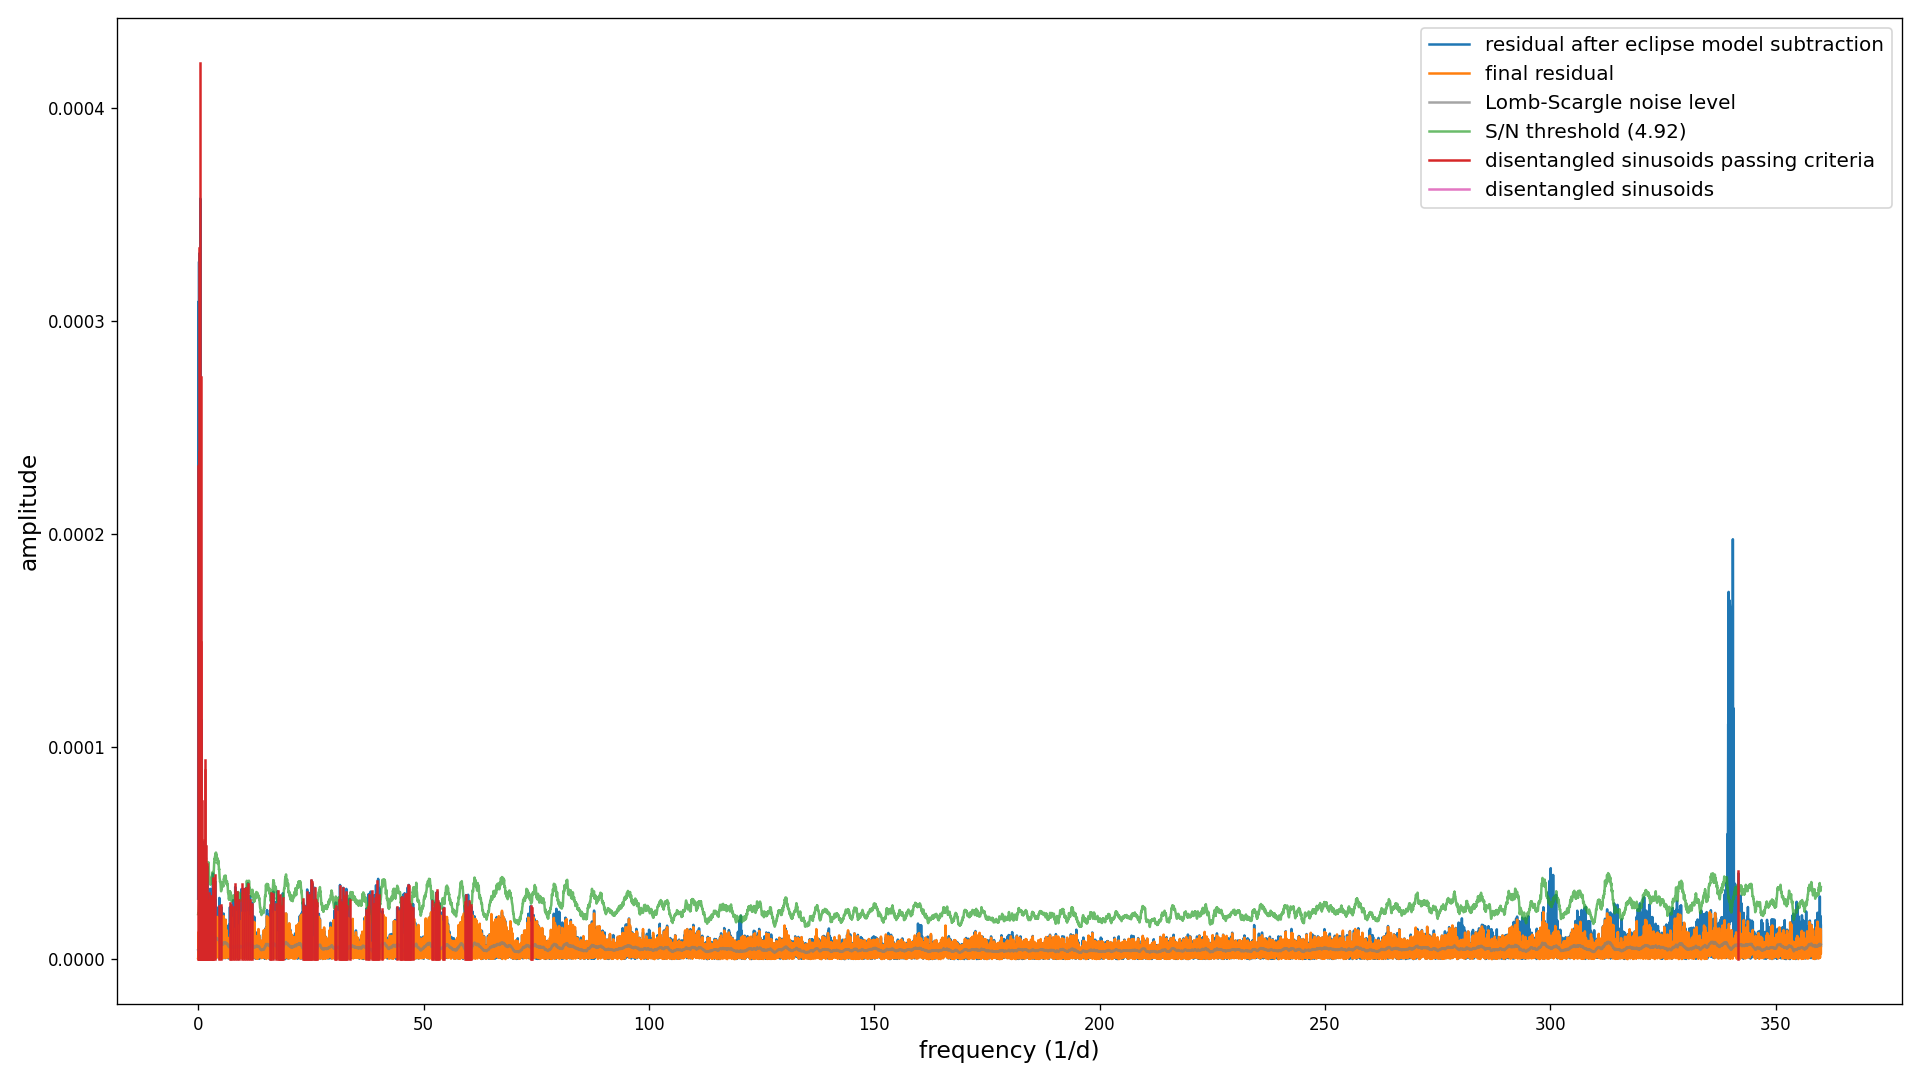 residual after eclipse model subtraction
final residual
Lomb-Scargle noise level
S/N threshold (4.92)
disentangled sinusoids passing criteria
disentangled sinusoids
amplitude
0.0004
0.0003
0.0002
0.0001
0.0000
0 50 100 150 200 250 300 350
frequency (1/d)